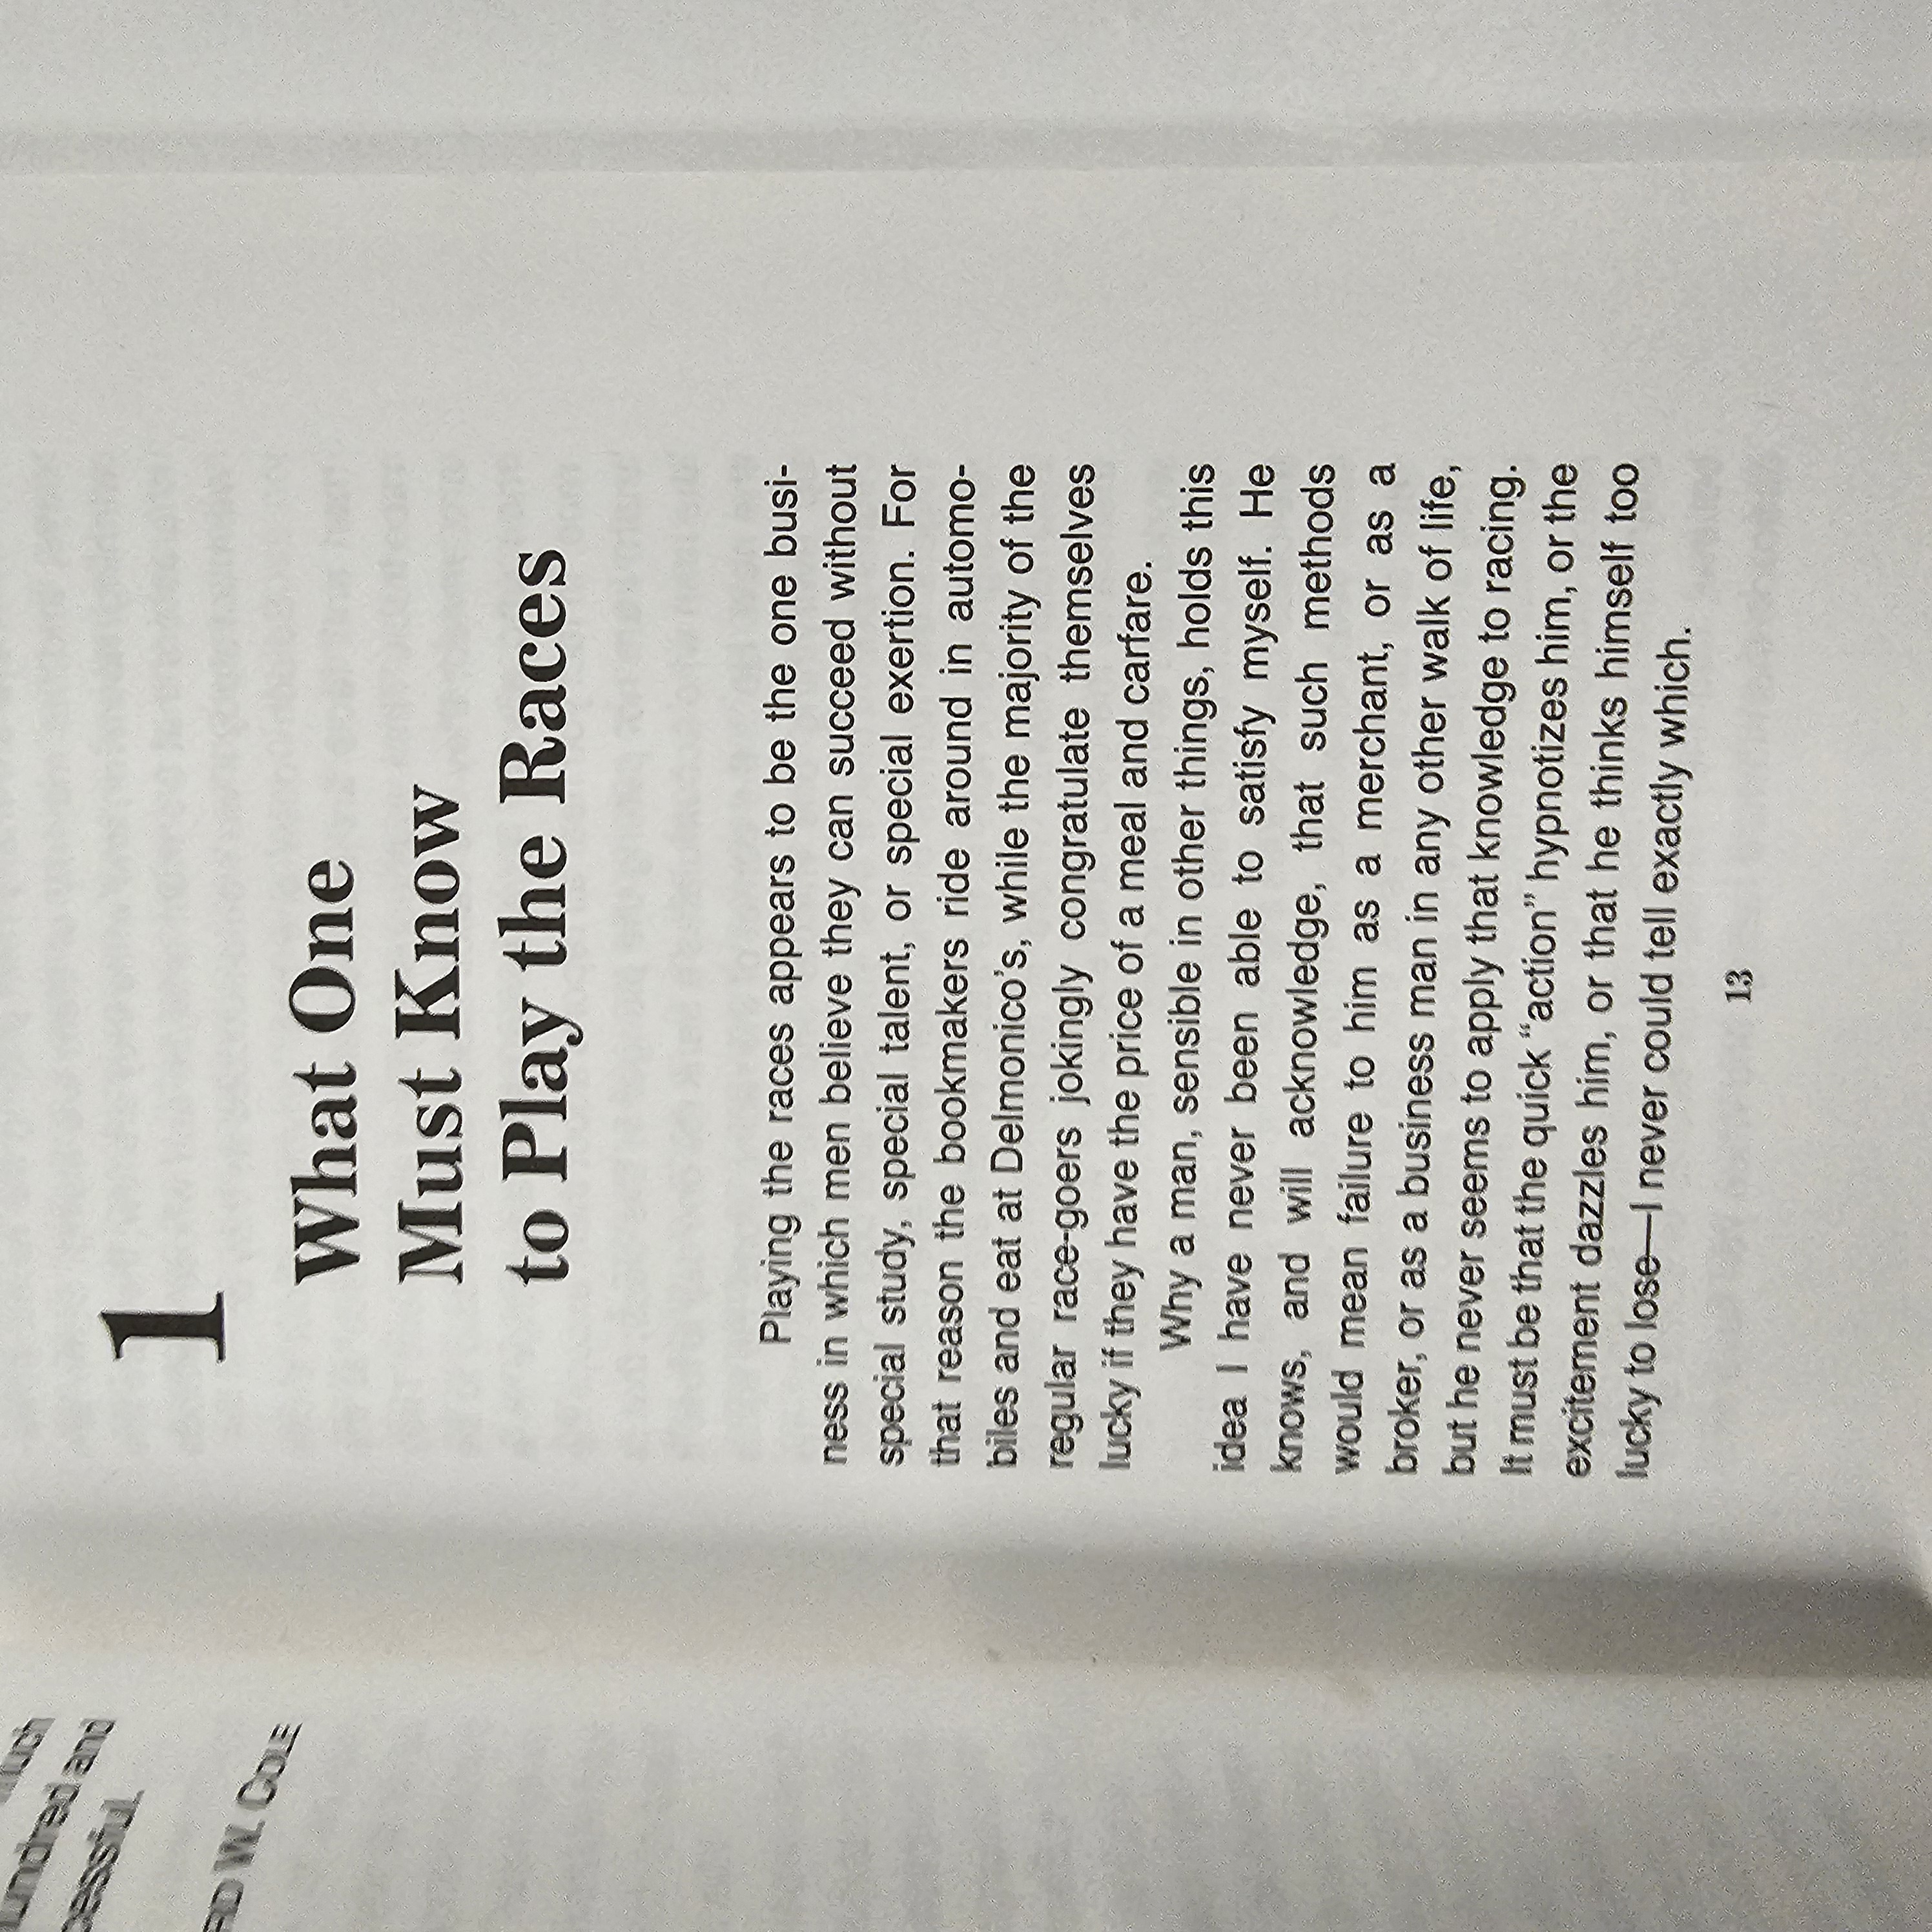 much
hundred and
cessful.
RD W. COLE
1
What One
Must Know
to Play the Races
Playing the races appears to be the one busi-
ness in which men believe they can succeed without
special study, special talent, or special exertion. For
that reason the bookmakers ride around in automo-
biles and eat at Delmonico’s, while the majority of the
regular race-goers jokingly congratulate themselves
lucky if they have the price of a meal and carfare.
Why a man, sensible in other things, holds this
idea I have never been able to satisfy myself. He
knows, and will acknowledge, that such methods
would mean failure to him as a merchant, or as a
broker, or as a business man in any other walk of life,
but he never seems to apply that knowledge to racing.
It must be that the quick “action” hypnotizes him, or the
excitement dazzles him, or that he thinks himself too
lucky to lose—I never could tell exactly which.
13